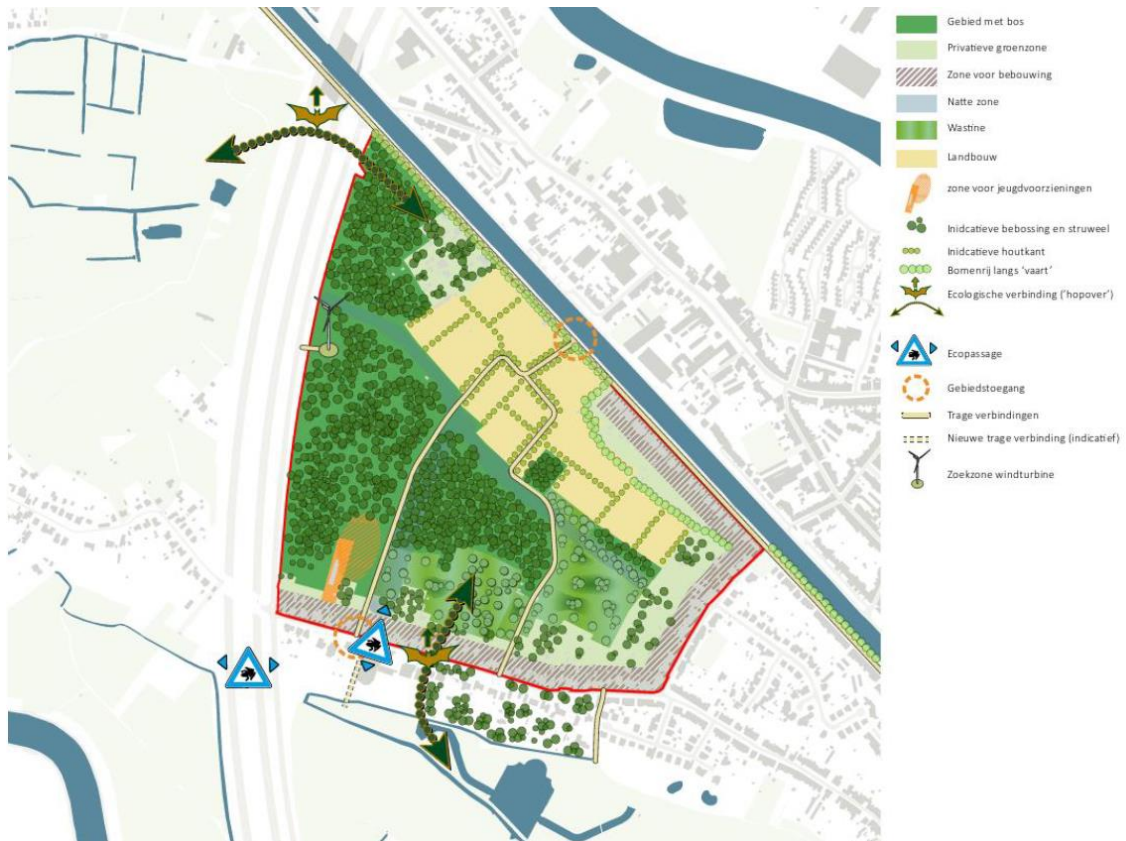 Gebied met bos
Privatieve groenzone
Zone voor bebouwing
Natte zone
Wastine
Landbouw
zone voor jeugdvoorzieningen
Inidcatieve bebossing en struweel
Inidcatieve houtkant
Bomenrij langs ‘vaart’
Ecologische verbinding (‘hopover’)
Ecopassage
Gebiedstoegang
Trage verbindingen
Nieuwe trage verbinding (indicatief)
Zoekzone windturbine